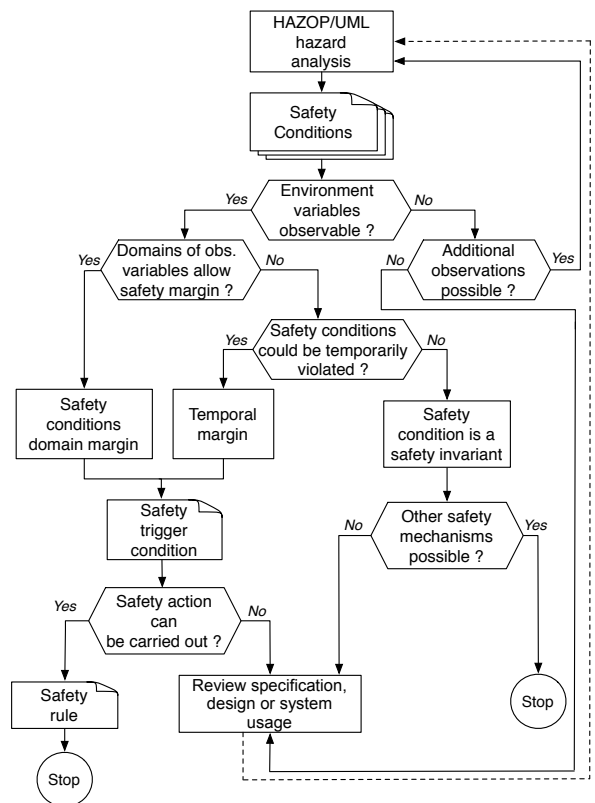 HAZOP/UML
hazard
analysis
Safety
Conditions
Yes
Environment
variables
observable ?
No
Yes
Domains of obs.
variables allow
safety margin ?
No
No
Additional
observations
possible ?
Yes
Yes
Safety conditions
could be temporarily
violated ?
No
Safety
conditions
domain margin
Temporal
margin
Safety
condition is a
safety invariant
Safety
trigger
condition
No
Other safety
mechanisms
possible ?
Yes
Yes
Safety action
can
be carried out ?
No
Safety
rule
Review specification,
design or system
usage
Stop
Stop